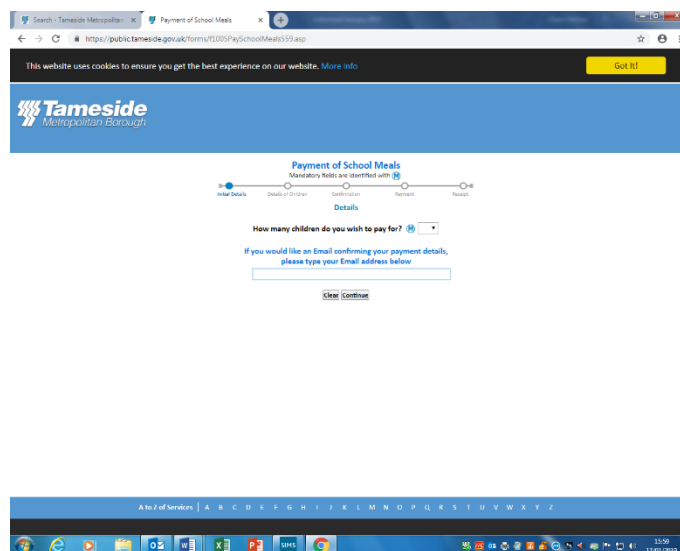 Search - Tameside Metropolitan
Payment of School Meals
https://public.tameside.gov.uk/forms/f1005PaySchoolMeals559.asp
This website uses cookies to ensure you get the best experience on our website. More info
Got It!
Tameside
Metropolitan Borough
Payment of School Meals
Mandatory fields are identified with M
Initial Details
Details of Children
Confirmation
Payment
Receipt
Details
How many children do you wish to pay for? M
If you would like an Email confirming your payment details,
please type your Email address below
Clear Continue
A to Z of Services | A B C D E F G H I J K L M N O P Q R S T U V W X Y Z
SIMS
15:59
17/01/2019